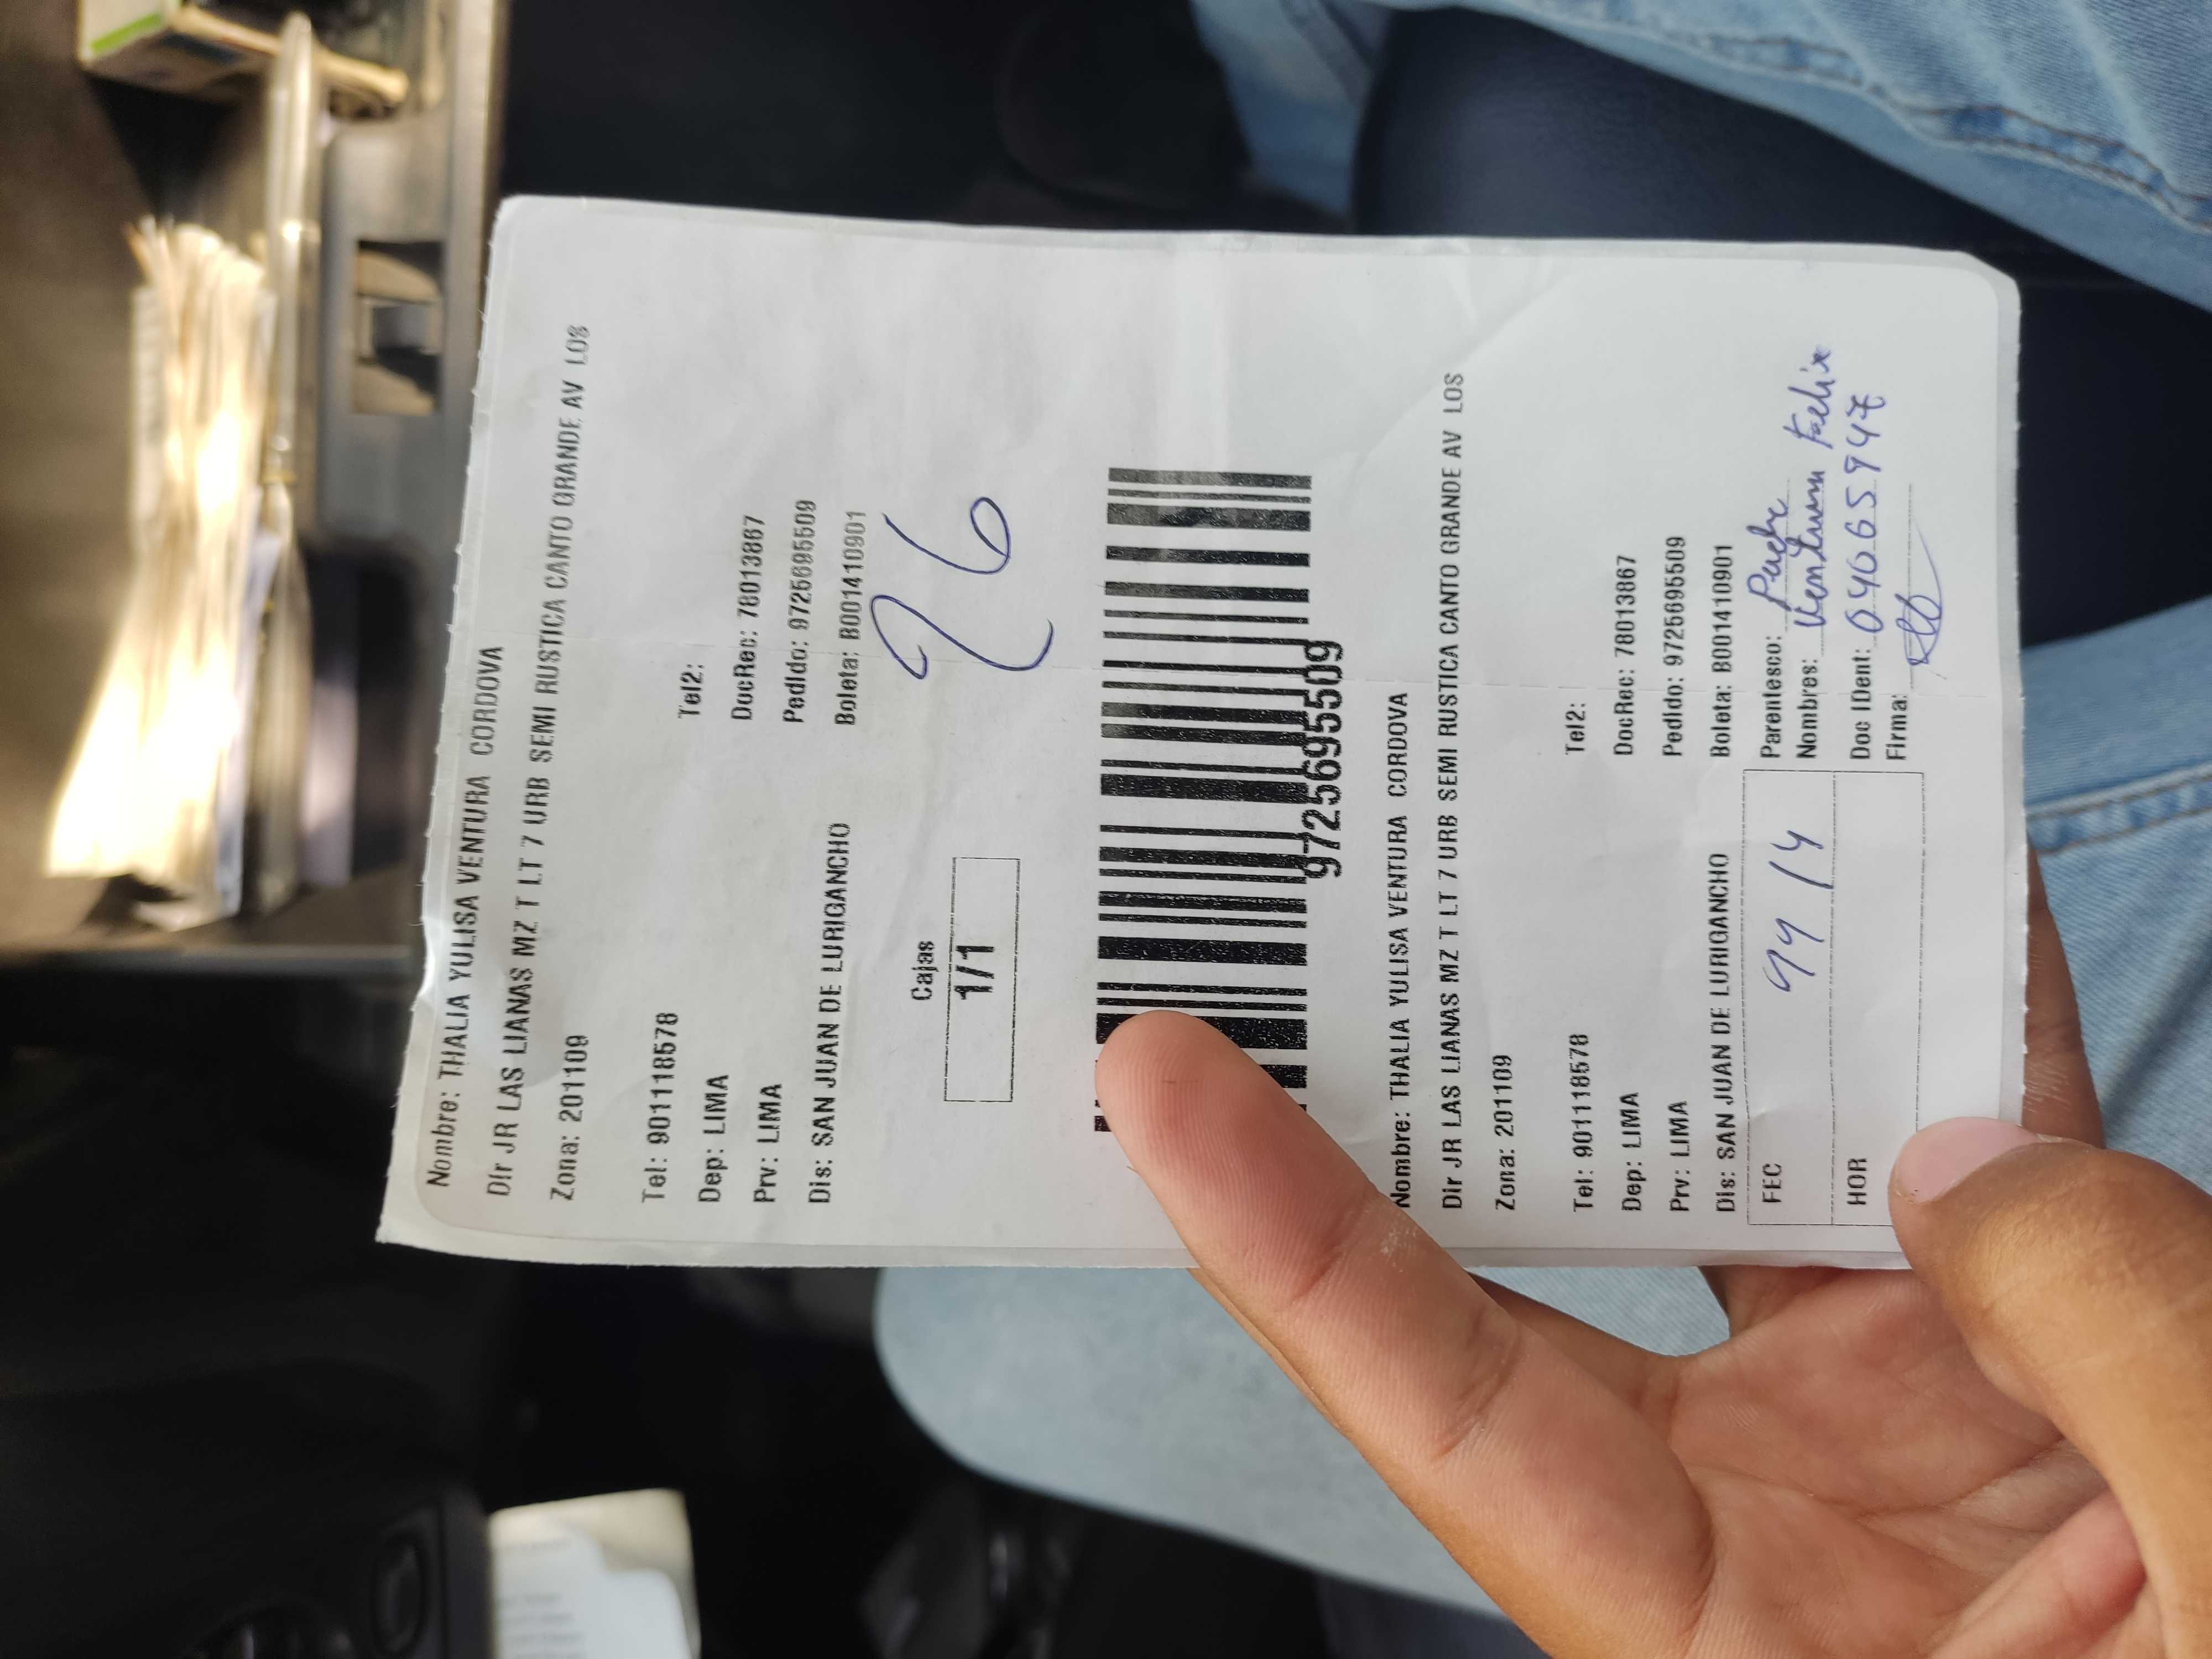 Nombre: THALIA YULISA VENTURA CORDOVA
Dir JR LAS LIANAS MZ T LT 7 URB SEMI RUSTICA CANTO GRANDE AV LOS
Zona: 201109
Tel: 901118578 Tel2:
Dep: LIMA DocRec: 78013867
Prv: LIMA Pedido: 9725695509
Dis: SAN JUAN DE LURIGANCHO Boleta: B001410901
Cajas
1/1
26
9725695509
Nombre: THALIA YULISA VENTURA CORDOVA
Dir JR LAS LIANAS MZ T LT 7 URB SEMI RUSTICA CANTO GRANDE AV LOS
Zona: 201109
Tel: 901118578 Tel2:
Dep: LIMA DocRec: 78013867
Prv: LIMA Pedido: 9725695509
Dis: SAN JUAN DE LURIGANCHO Boleta: B001410901
FEC Parentesco: Padre
Nombres: Ventura Felix
HOR Doc IDent:
Firma: